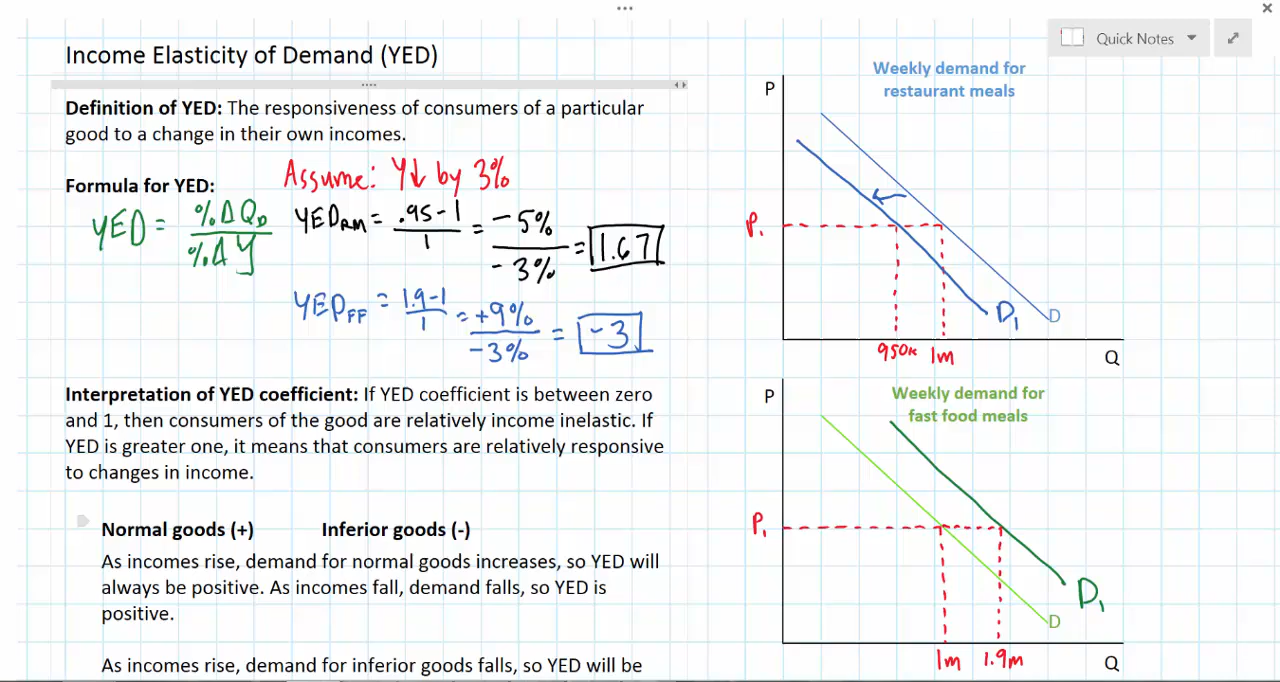 Quick Notes
Income Elasticity of Demand (YED)
Definition of YED: The responsiveness of consumers of a particular
good to a change in their own incomes.
Assume: Y↓ by 3%
Formula for YED:
YED = %ΔQD / %ΔY
YEDRM = .95-1 / 1 = -5% / -3% = 1.67
YEDFF = 1.9-1 / 1 = +9% / -3% = -3
Interpretation of YED coefficient: If YED coefficient is between zero
and 1, then consumers of the good are relatively income inelastic. If
YED is greater one, it means that consumers are relatively responsive
to changes in income.
Normal goods (+) Inferior goods (-)
As incomes rise, demand for normal goods increases, so YED will
always be positive. As incomes fall, demand falls, so YED is
positive.
As incomes rise, demand for inferior goods falls, so YED will be
Weekly demand for
restaurant meals
P
P1
D1 D
950k 1m
Q
Weekly demand for
fast food meals
P
P1
D1
D
1m 1.9m
Q